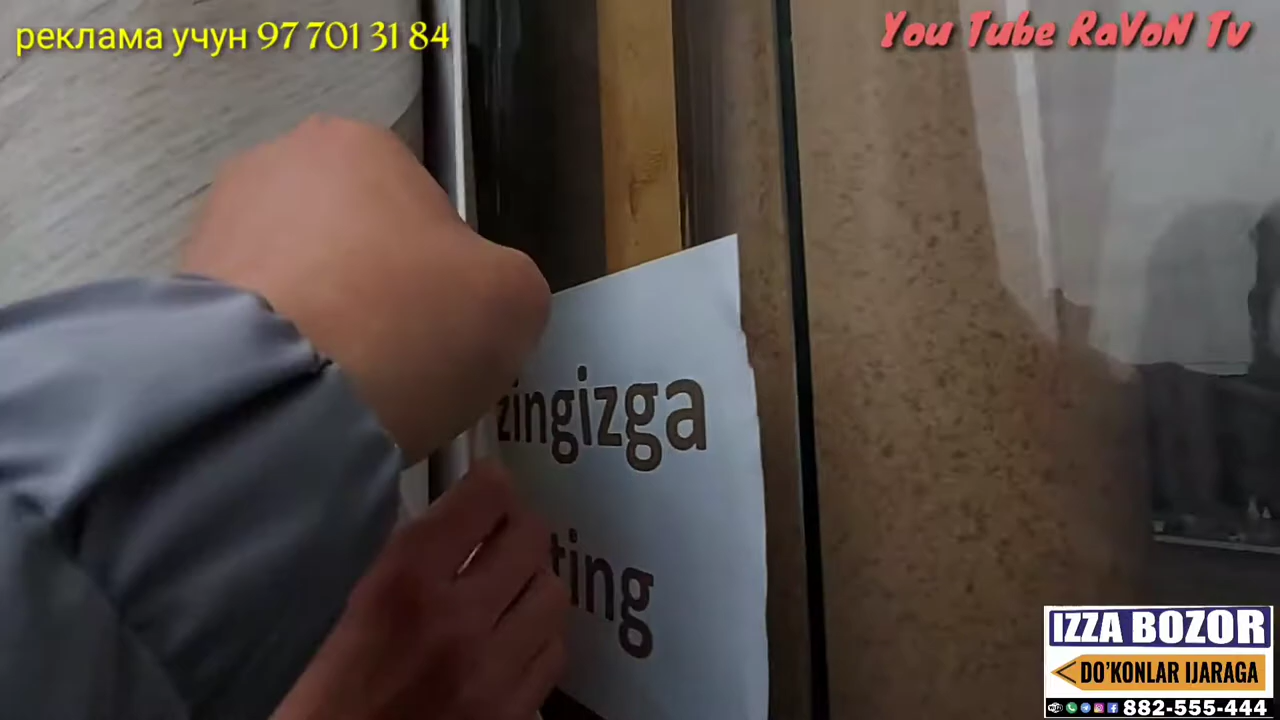 реклама учун 97 701 31 84
You Tube RaVoN Tv
zingizga
ting
IZZA BOZOR
DO'KONLAR IJARAGA
882-555-444